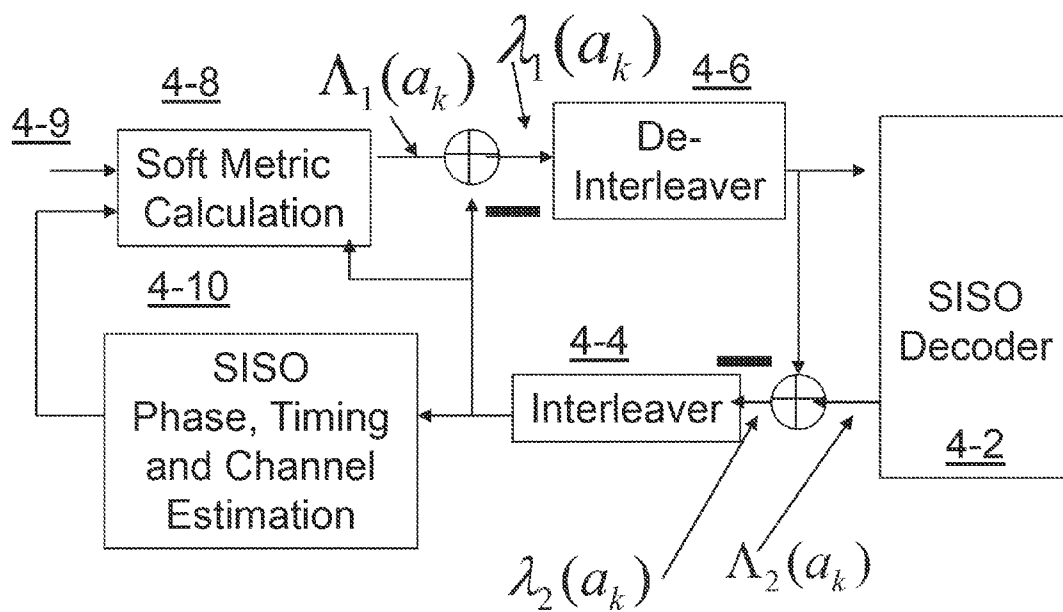 4-9
4-8
Λ₁(aₖ)
λ₁(aₖ)
4-6
Soft Metric
Calculation
De-
Interleaver
4-10
SISO
Phase, Timing
and Channel
Estimation
4-4
Interleaver
SISO
Decoder
4-2
λ₂(aₖ)
Λ₂(aₖ)